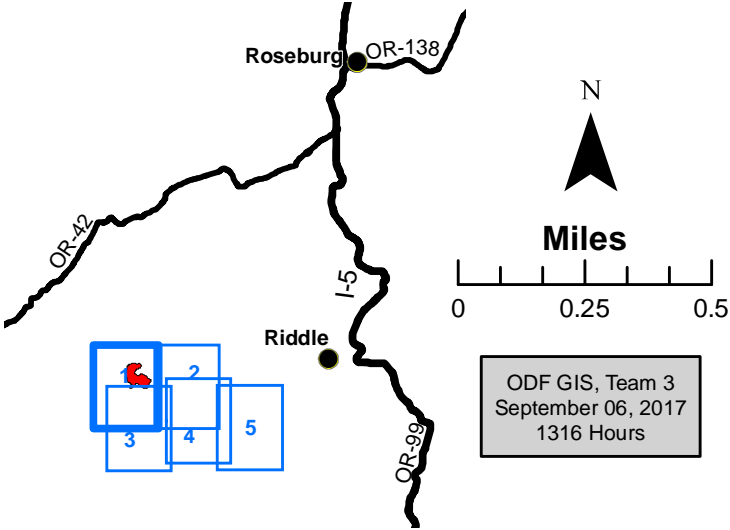 Roseburg
OR-138
N
OR-42
Miles
I-5
0 0.25 0.5
Riddle
1 2
ODF GIS, Team 3
September 06, 2017
1316 Hours
3 4 5
OR-99